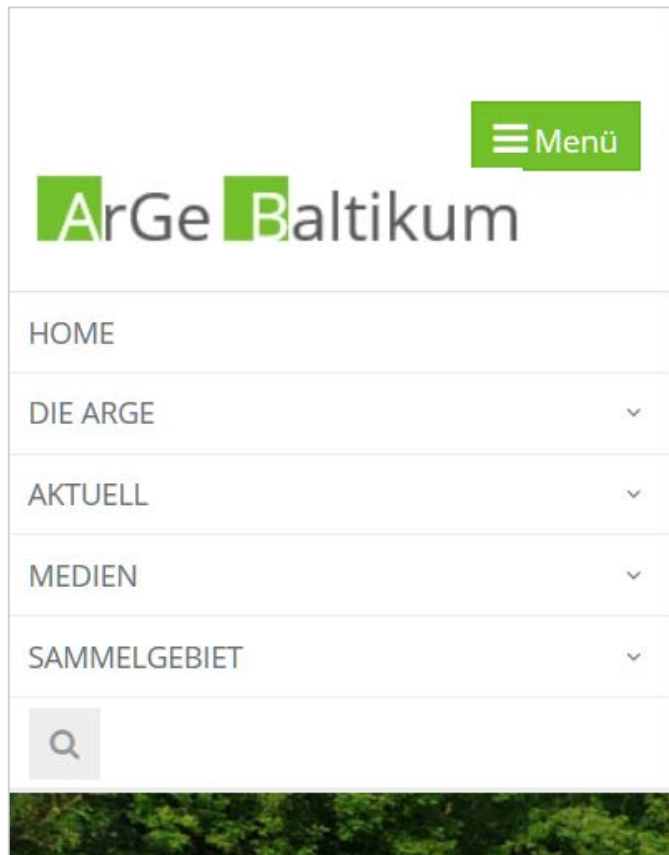 Menü
ArGe Baltikum
HOME
DIE ARGE
AKTUELL
MEDIEN
SAMMELGEBIET